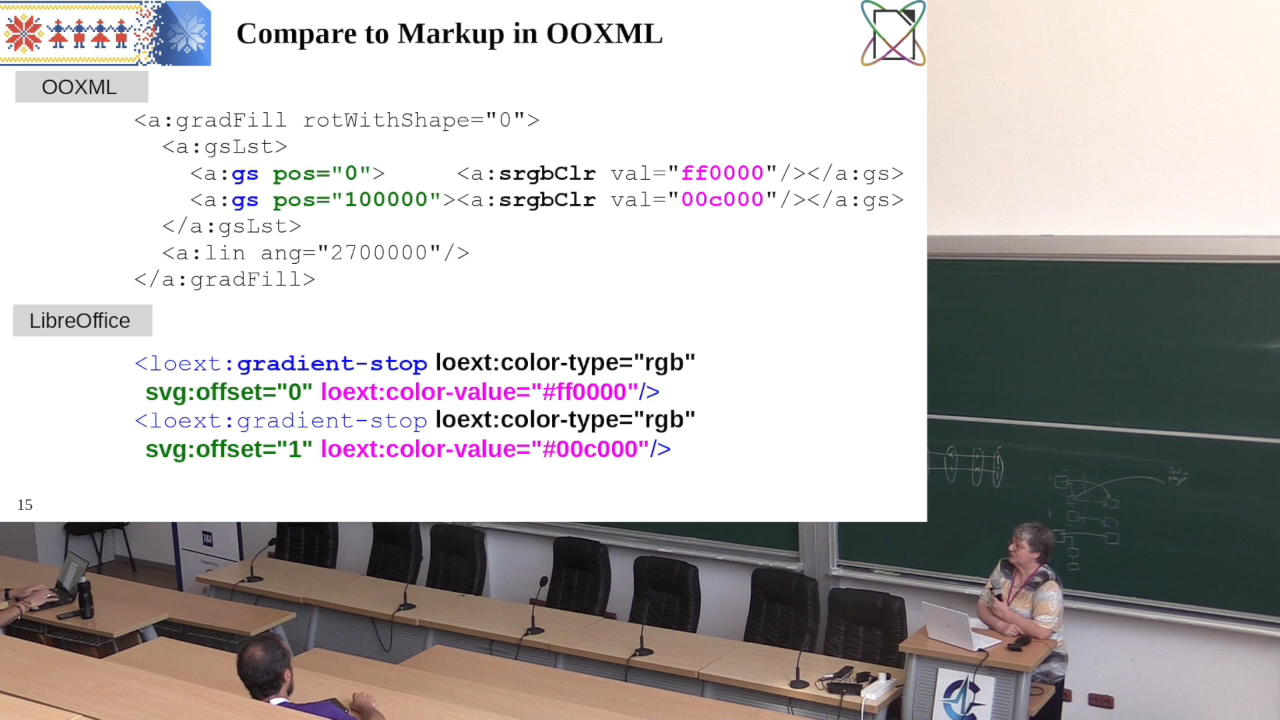 Compare to Markup in OOXML
OOXML
<a:gradFill rotWithShape="0">
<a:gsLst>
<a:gs pos="0"> <a:srgbClr val="ff0000"/></a:gs>
<a:gs pos="100000"><a:srgbClr val="00c000"/></a:gs>
</a:gsLst>
<a:lin ang="2700000"/>
</a:gradFill>
LibreOffice
<loext:gradient-stop loext:color-type="rgb"
svg:offset="0" loext:color-value="#ff0000"/>
<loext:gradient-stop loext:color-type="rgb"
svg:offset="1" loext:color-value="#00c000"/>
15